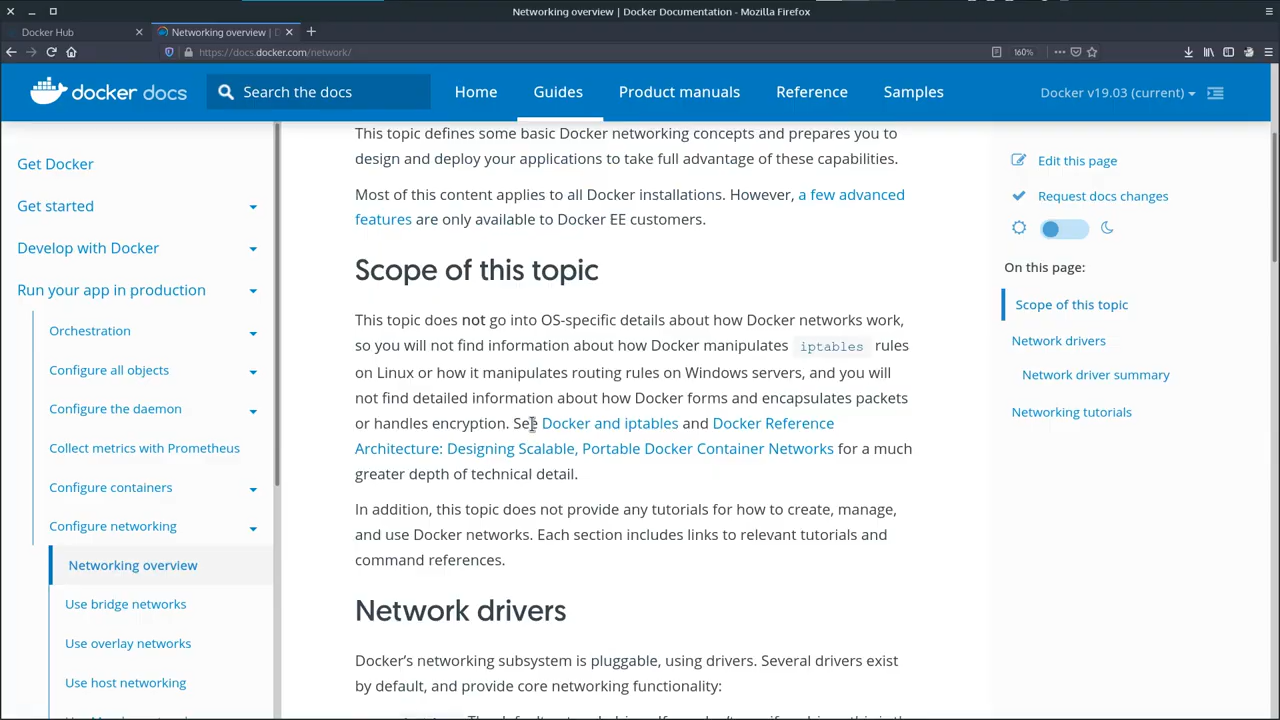 Networking overview | Docker Documentation - Mozilla Firefox
Docker Hub
Networking overview |
https://docs.docker.com/network/
160%
docker docs
Search the docs
Home
Guides
Product manuals
Reference
Samples
Docker v19.03 (current)
Get Docker
Get started
Develop with Docker
Run your app in production
Orchestration
Configure all objects
Configure the daemon
Collect metrics with Prometheus
Configure containers
Configure networking
Networking overview
Use bridge networks
Use overlay networks
Use host networking
This topic defines some basic Docker networking concepts and prepares you to
design and deploy your applications to take full advantage of these capabilities.
Most of this content applies to all Docker installations. However, a few advanced
features are only available to Docker EE customers.
Scope of this topic
This topic does not go into OS-specific details about how Docker networks work,
so you will not find information about how Docker manipulates iptables rules
on Linux or how it manipulates routing rules on Windows servers, and you will
not find detailed information about how Docker forms and encapsulates packets
or handles encryption. See Docker and iptables and Docker Reference
Architecture: Designing Scalable, Portable Docker Container Networks for a much
greater depth of technical detail.
In addition, this topic does not provide any tutorials for how to create, manage,
and use Docker networks. Each section includes links to relevant tutorials and
command references.
Network drivers
Docker's networking subsystem is pluggable, using drivers. Several drivers exist
by default, and provide core networking functionality:
Edit this page
Request docs changes
On this page:
Scope of this topic
Network drivers
Network driver summary
Networking tutorials